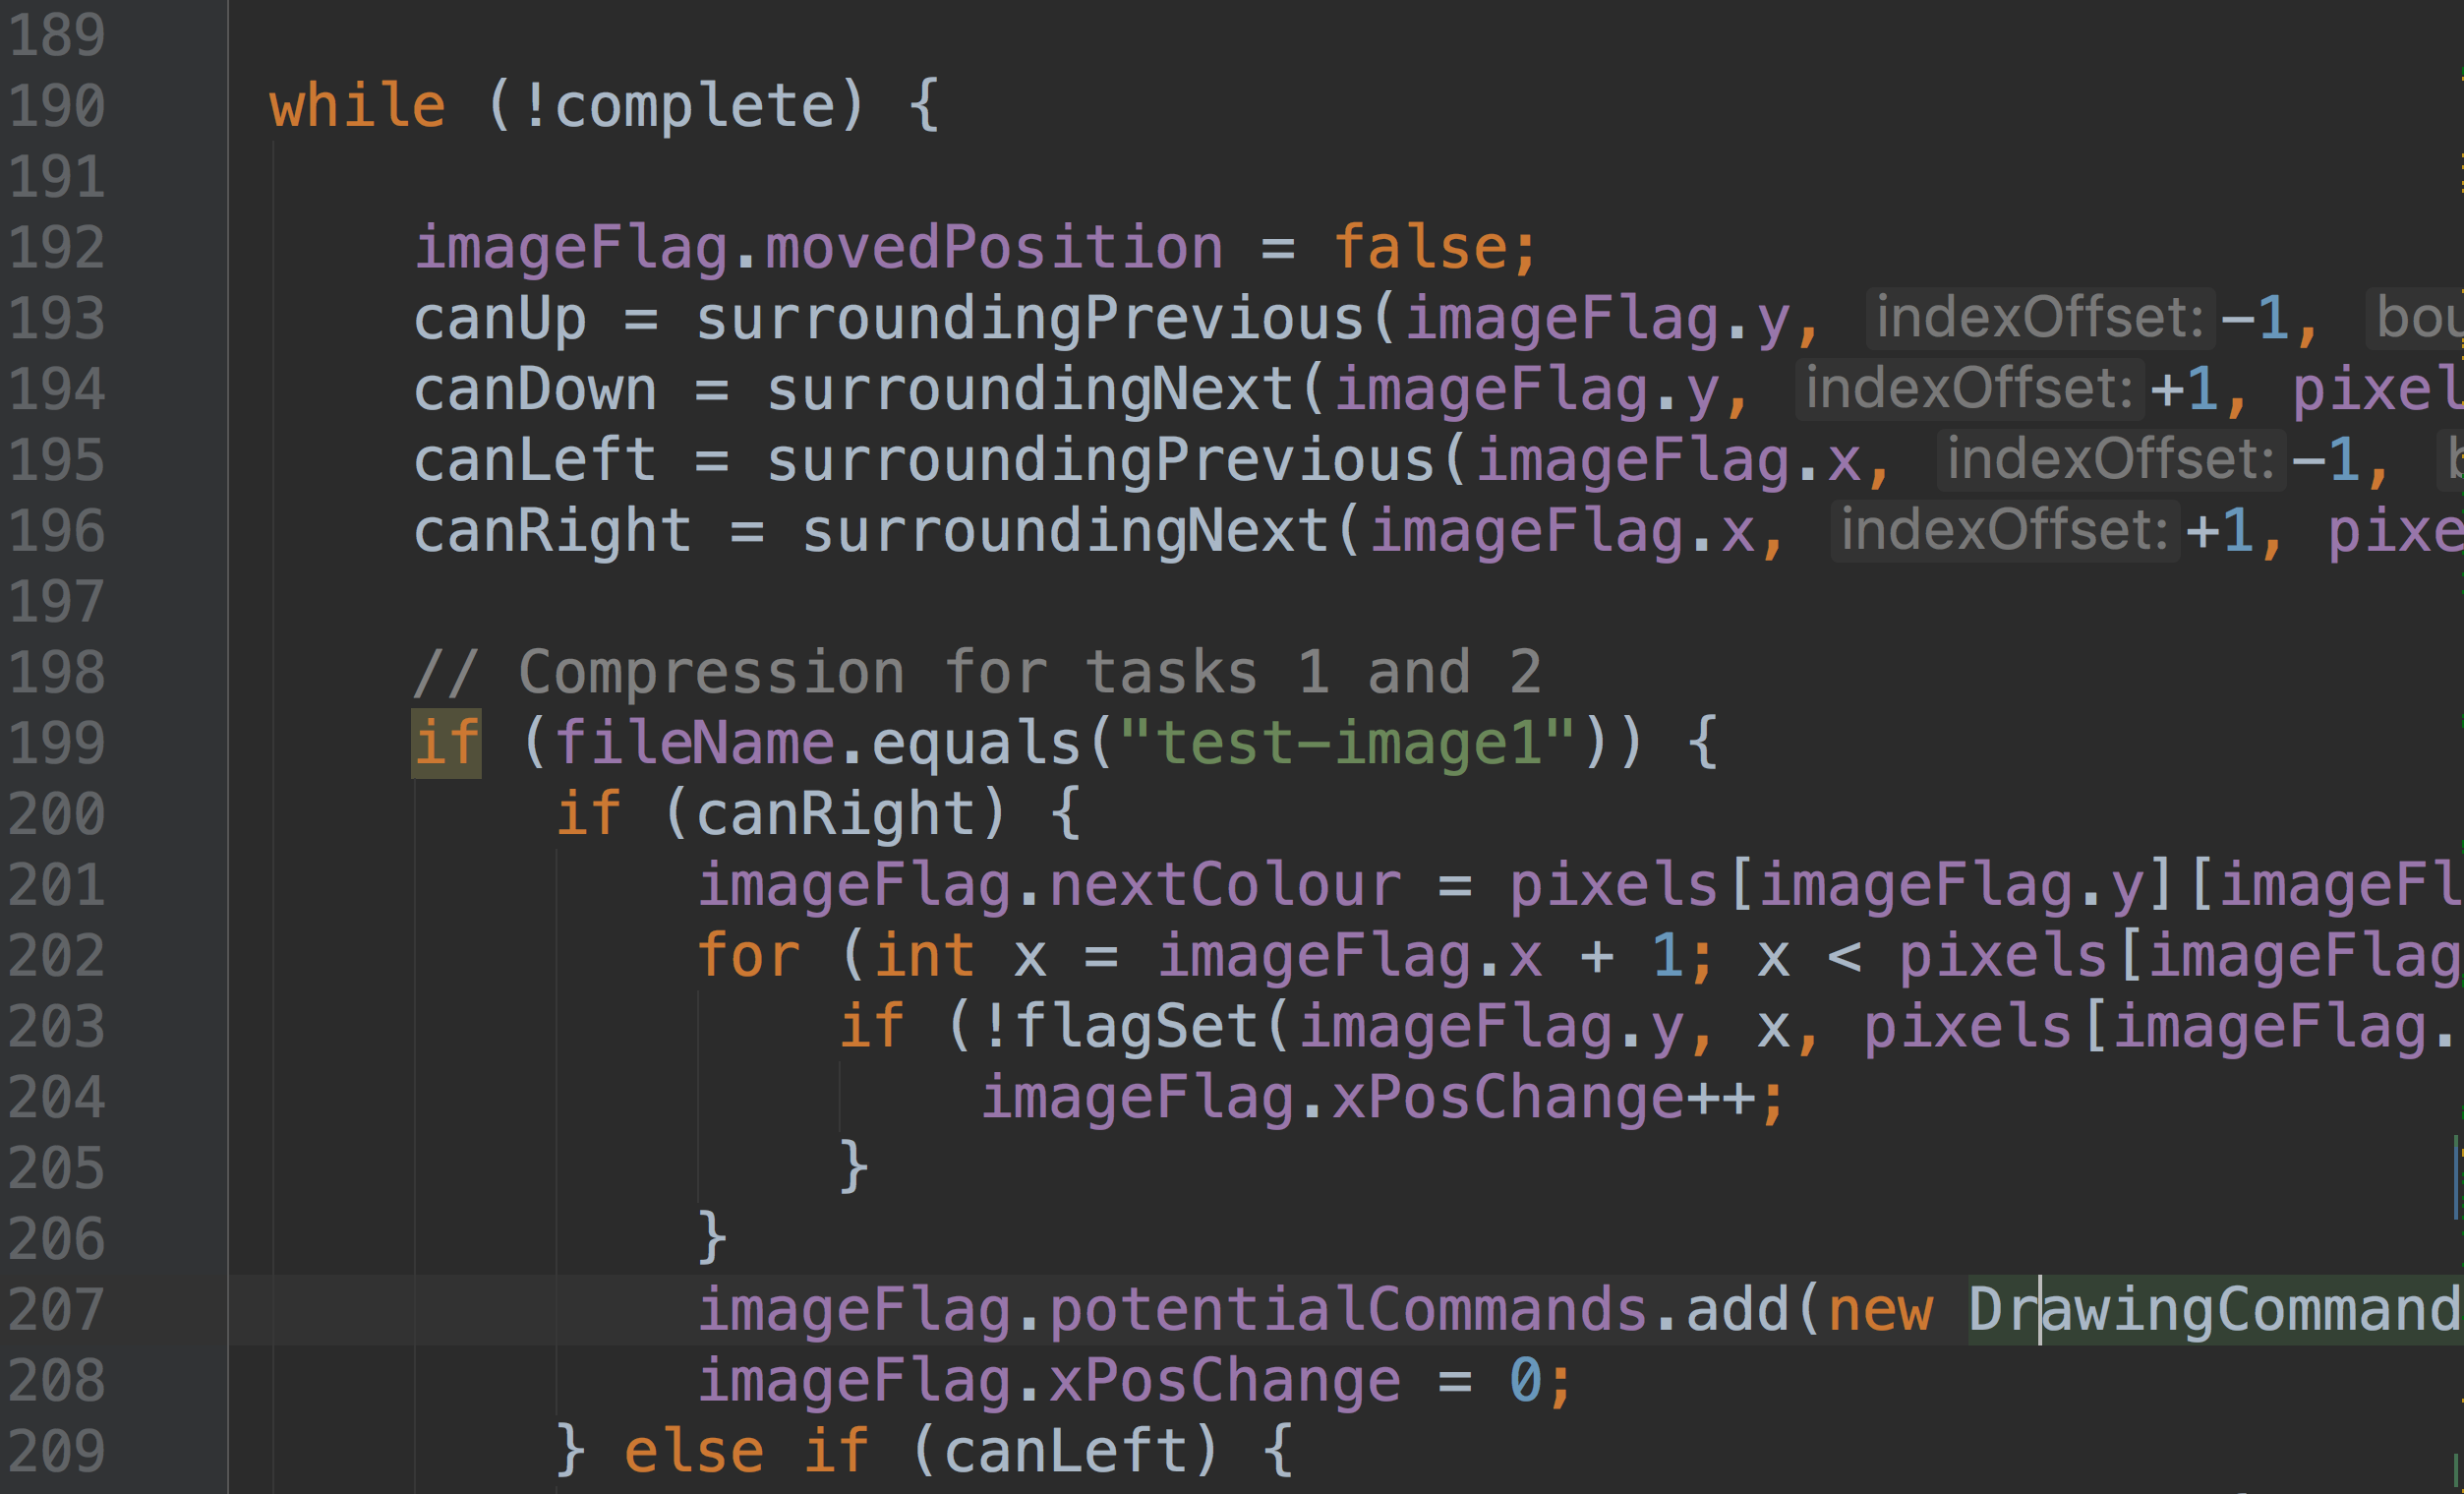 189
190 while (!complete) {
191
192 imageFlag.movedPosition = false;
193 canUp = surroundingPrevious(imageFlag.y, indexOffset: -1, bou
194 canDown = surroundingNext(imageFlag.y, indexOffset: +1, pixel
195 canLeft = surroundingPrevious(imageFlag.x, indexOffset: -1, b
196 canRight = surroundingNext(imageFlag.x, indexOffset: +1, pixe
197
198 // Compression for tasks 1 and 2
199 if (fileName.equals("test-image1")) {
200 if (canRight) {
201 imageFlag.nextColour = pixels[imageFlag.y][imageFl
202 for (int x = imageFlag.x + 1; x < pixels[imageFlag
203 if (!flagSet(imageFlag.y, x, pixels[imageFlag.
204 imageFlag.xPosChange++;
205 }
206 }
207 imageFlag.potentialCommands.add(new DrawingCommand
208 imageFlag.xPosChange = 0;
209 } else if (canLeft) {